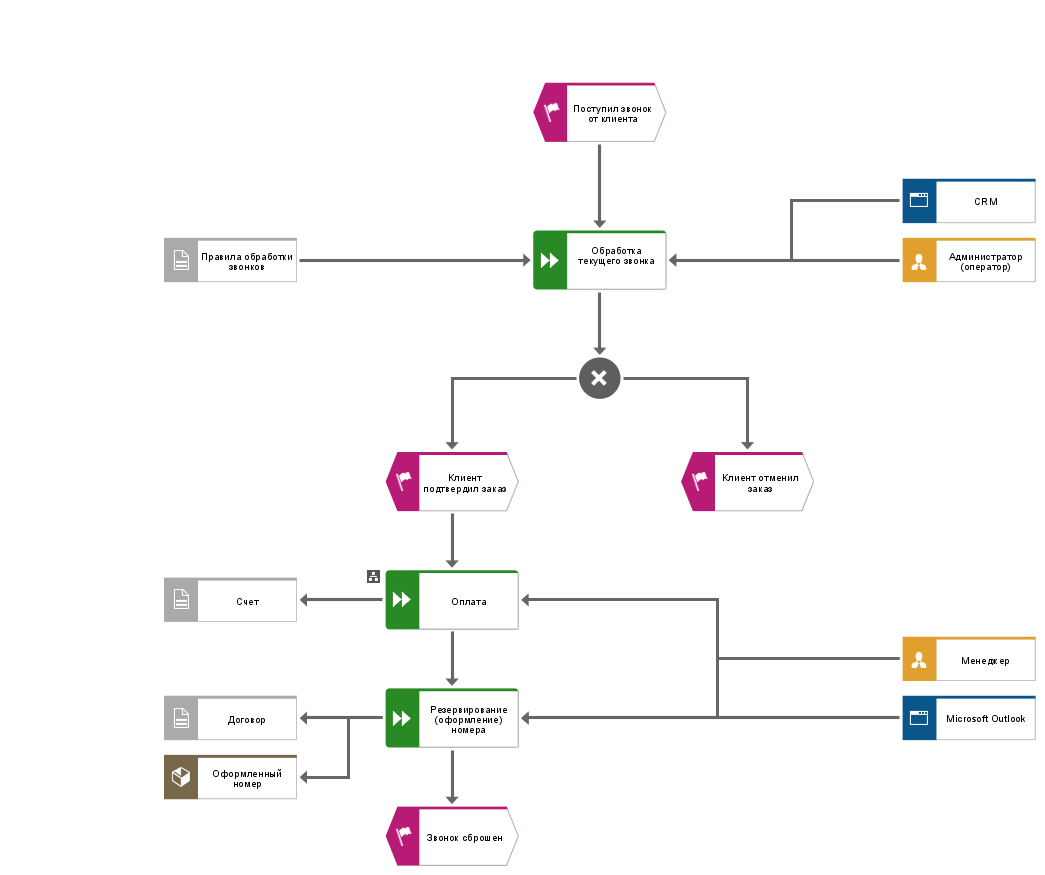 Поступил звонок
от клиента
CRM
Правила обработки
звонков
Обработка
текущего звонка
Администратор
(оператор)
Клиент
подтвердил заказ
Клиент отменил
заказ
Счет
Оплата
Менеджер
Договор
Резервирование
(оформление)
номера
Microsoft Outlook
Оформленный
номер
Звонок сброшен